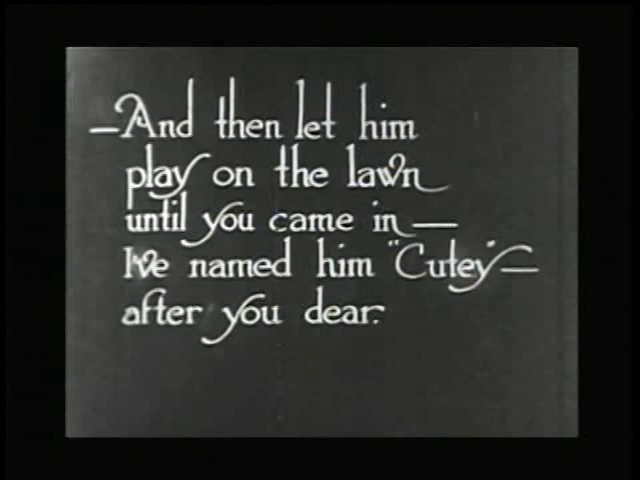 —And then let him
play on the lawn
until you came in—
I've named him "Cutey"—
after you dear.